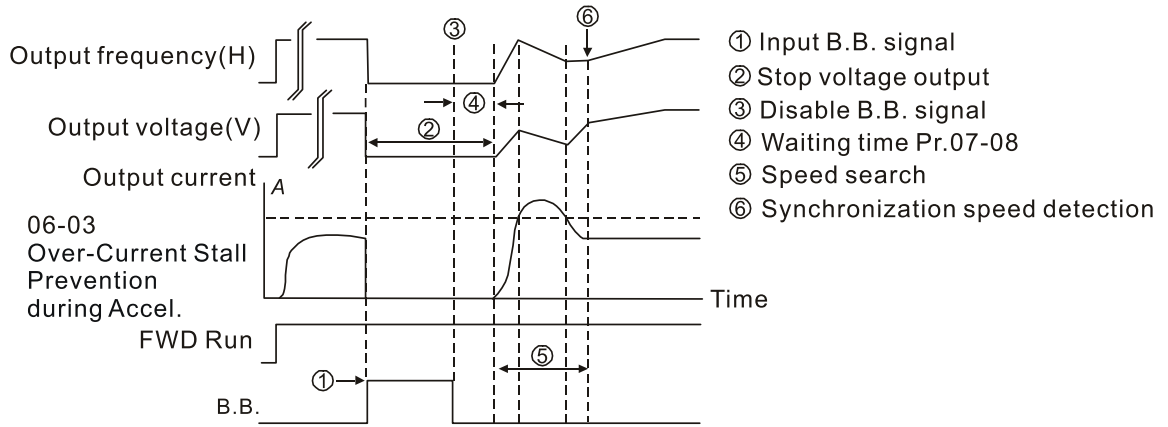 Output frequency(H)
Output voltage(V)
Output current
A
06-03
Over-Current Stall
Prevention
during Accel.
FWD Run
B.B.
Time
③
⑥
④
②
⑤
①
① Input B.B. signal
② Stop voltage output
③ Disable B.B. signal
④ Waiting time Pr.07-08
⑤ Speed search
⑥ Synchronization speed detection